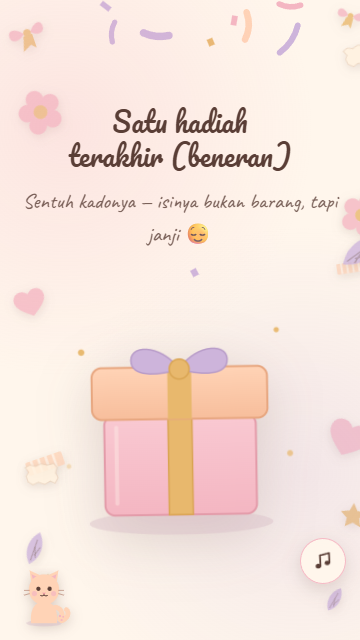 Satu hadiah
terakhir (beneran)
Sentuh kadonya — isinya bukan barang, tapi
janji 😌